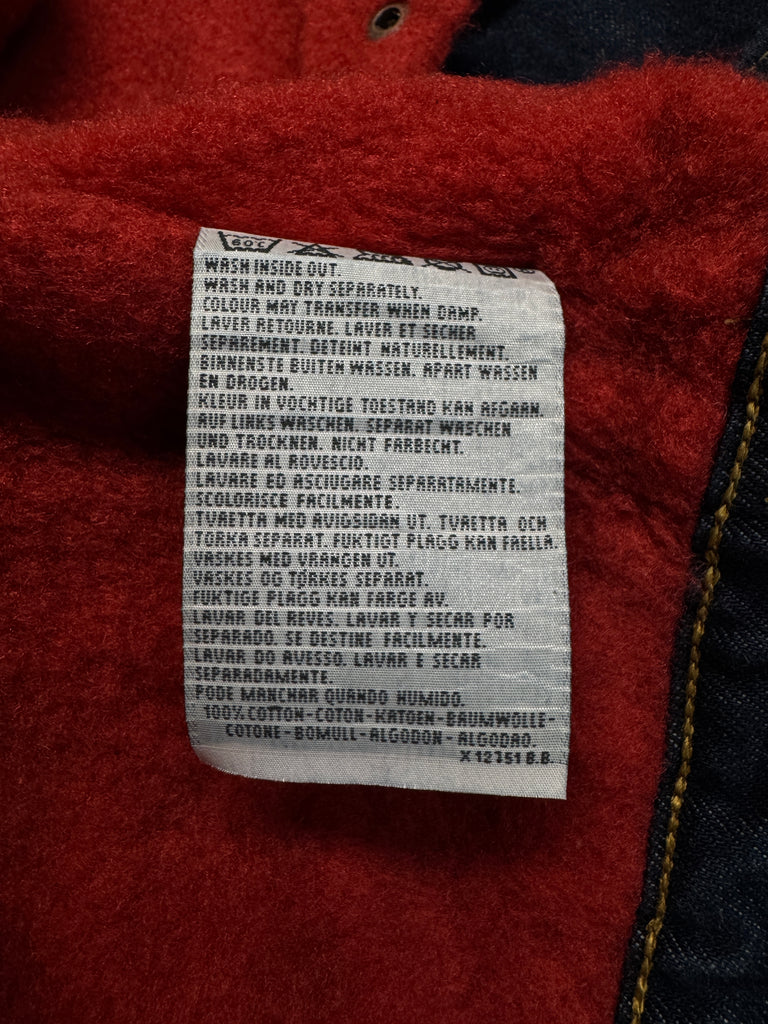 60C
WASH INSIDE OUT.
WASH AND DRY SEPARATELY.
COLOUR MAY TRANSFER WHEN DAMP.
LAVER RETOURNE. LAVER ET SECHER
SEPAREMENT. DETEINT NATURELLEMENT.
BINNENSTE BUITEN WASSEN. APART WASSEN
EN DROGEN.
KLEUR IN VOCHTIGE TOESTAND KAN AFGAAN.
AUF LINKS WASCHEN. SEPARAT WASCHEN
UND TROCKNEN. NICHT FARBECHT.
LAVARE AL ROVESCIO.
LAVARE ED ASCIUGARE SEPARATAMENTE.
SCOLORISCE FACILMENTE.
TVAETTA MED AVIGSIDAN UT. TVAETTA OCH
TORKA SEPARAT. FUKTIGT PLAGG KAN FAELLA.
VASKES MED VRANGEN UT.
VASKES OG TØRKES SEPARAT.
FUKTIGE PLAGG KAN FARGE AV.
LAVAR DEL REVES. LAVAR Y SECAR POR
SEPARADO. SE DESTINE FACILMENTE.
LAVAR DO AVESSO. LAVAR E SECAR
SEPARADAMENTE.
PODE MANCHAR QUANDO HUMIDO.
100% COTTON - COTON - KATOEN - BAUMWOLLE -
COTONE - BOMULL - ALGODON - ALGODAO.
X 12151 B.B.